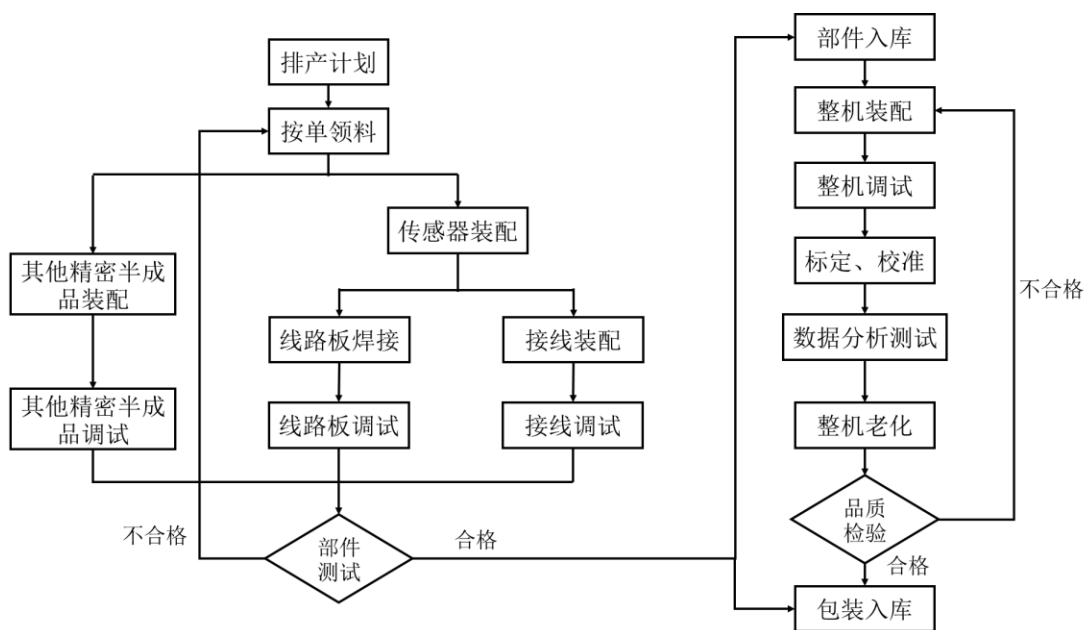 排产计划
按单领料
传感器装配
其他精密半成
品装配
线路板焊接
接线装配
其他精密半成
品调试
线路板调试
接线调试
不合格
部件
测试
合格
部件入库
整机装配
整机调试
标定、校准
不合格
数据分析测试
整机老化
品质
检验
合格
包装入库